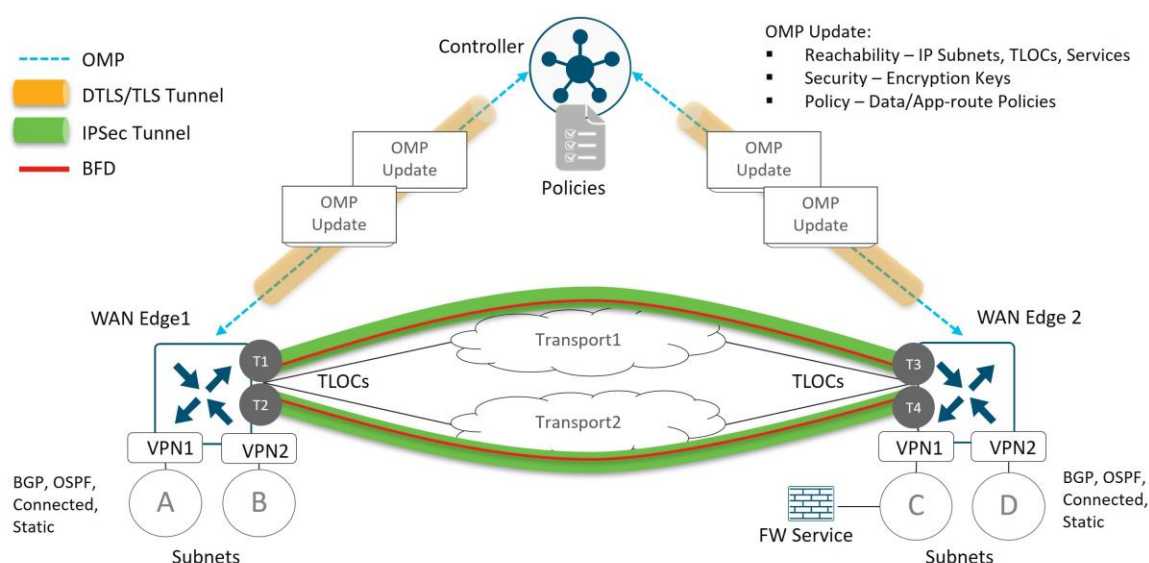 OMP
DTLS/TLS Tunnel
IPSec Tunnel
BFD
Controller
Policies
OMP Update:
▪ Reachability – IP Subnets, TLOCs, Services
▪ Security – Encryption Keys
▪ Policy – Data/App-route Policies
OMP
Update
OMP
Update
OMP
Update
OMP
Update
WAN Edge1
WAN Edge 2
Transport1
T1
T3
TLOCs
TLOCs
T2
T4
Transport2
VPN1
VPN2
VPN1
VPN2
BGP, OSPF,
Connected,
Static
A
B
Subnets
FW Service
C
D
Subnets
BGP, OSPF,
Connected,
Static